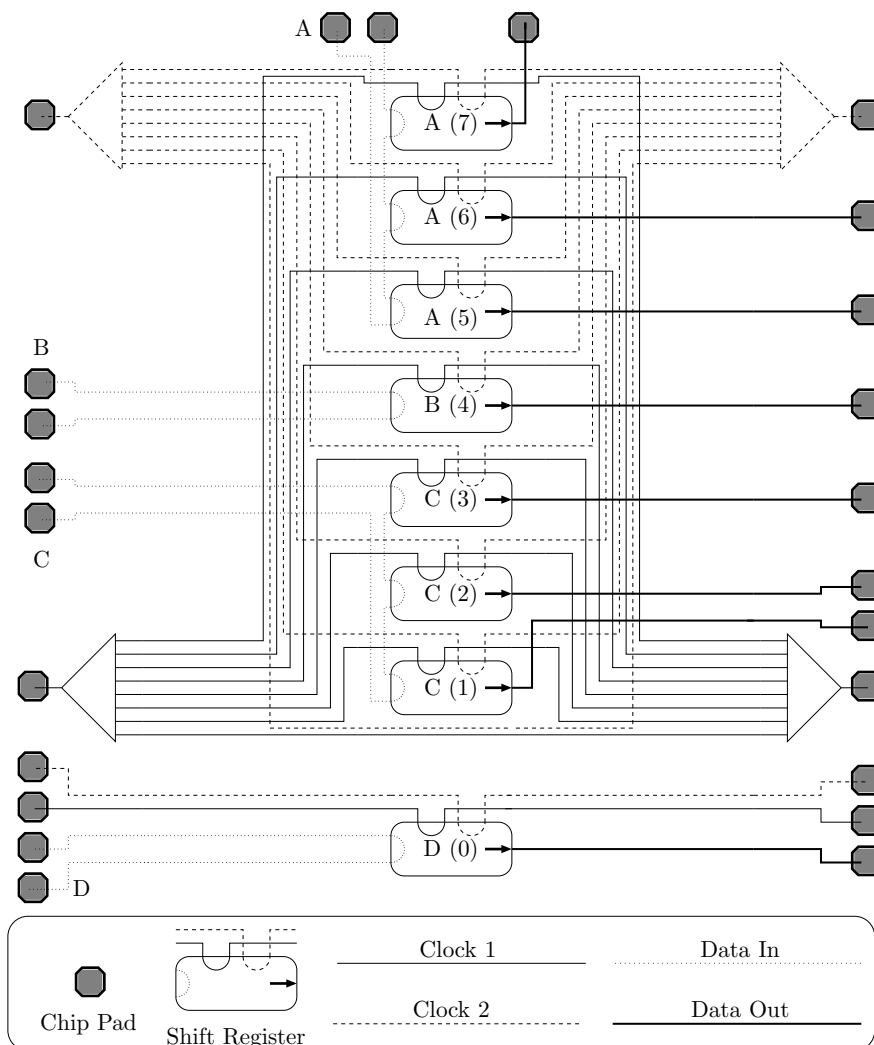 A
A (7)
A (6)
A (5)
B
B (4)
C (3)
C
C (2)
C (1)
D (0)
D
Clock 1
Data In
Clock 2
Data Out
Chip Pad
Shift Register